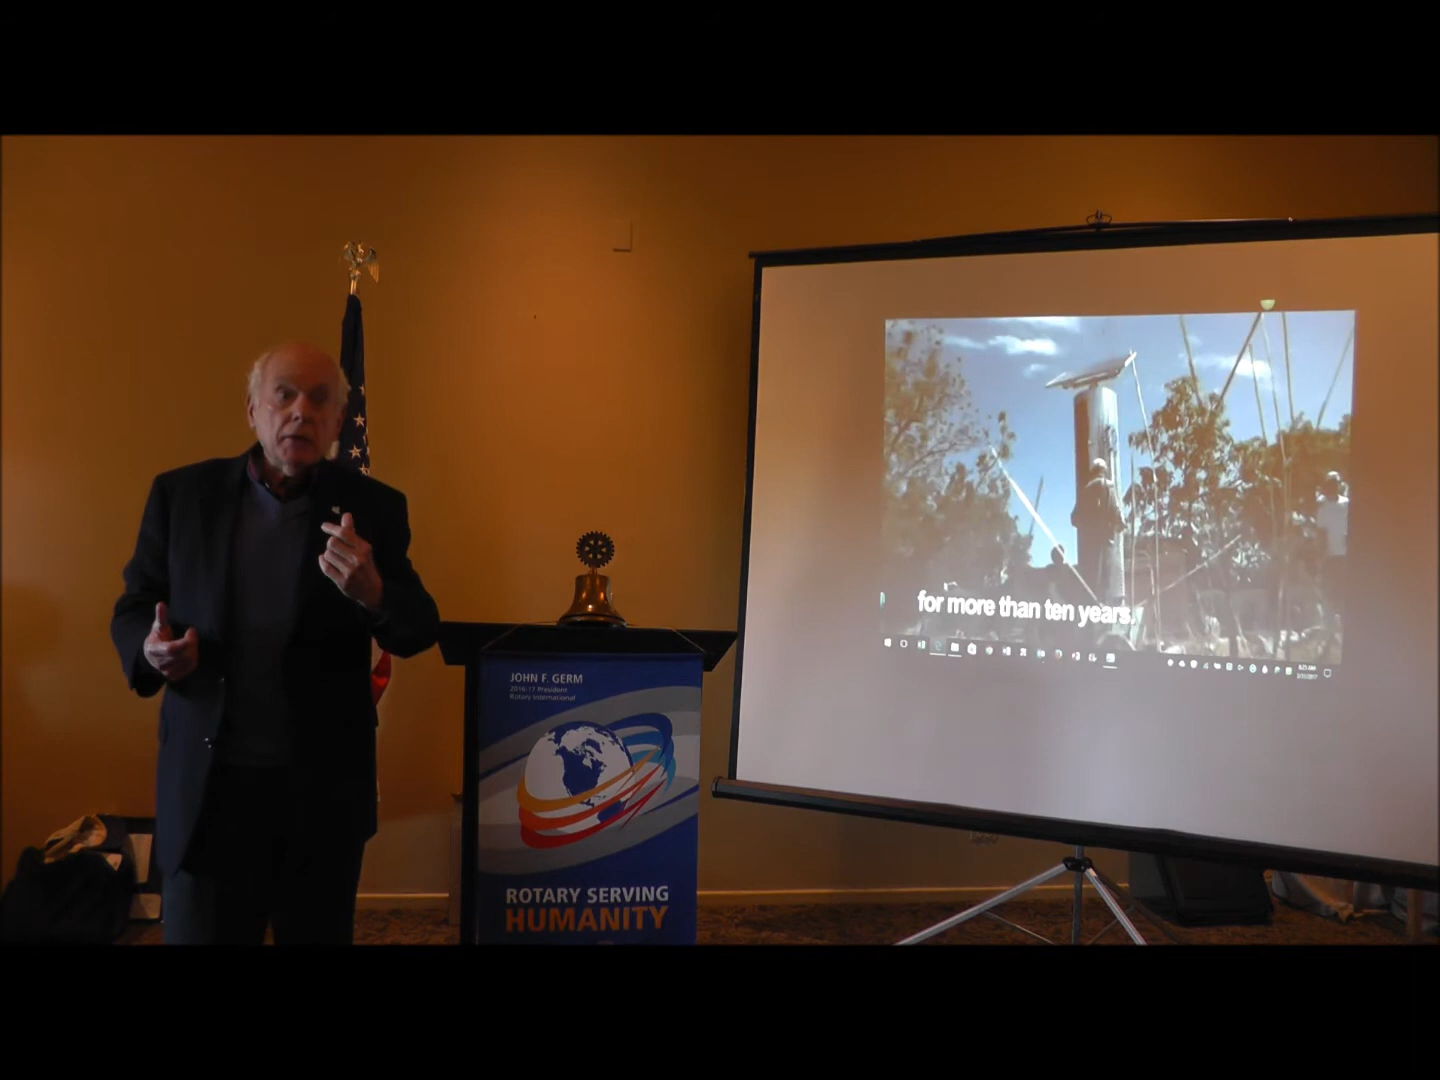 for more than ten years.
JOHN F. GERM
2016-17 President
Rotary International
ROTARY SERVING
HUMANITY